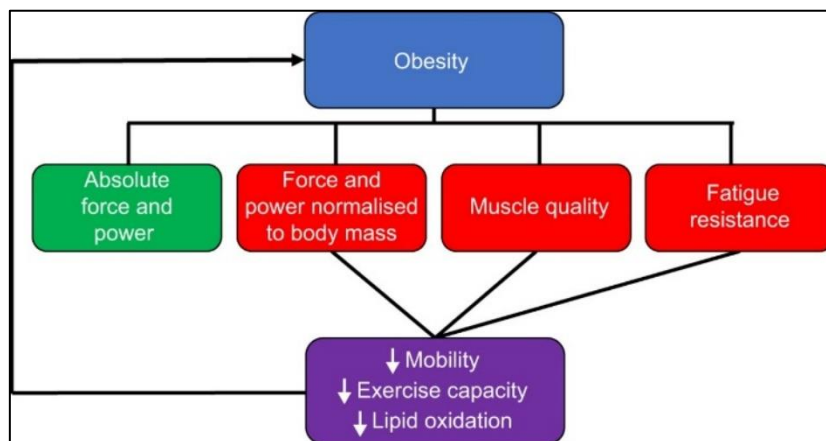 Obesity
Absolute
force and
power
Force and
power normalised
to body mass
Muscle quality
Fatigue
resistance
↓ Mobility
↓ Exercise capacity
↓ Lipid oxidation